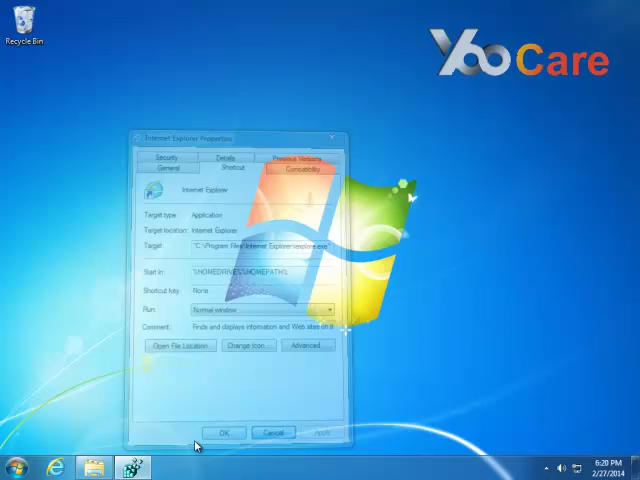 Recycle Bin
YooCare
Internet Explorer Properties
Security Details Previous Versions
General Shortcut Compatibility
Internet Explorer
Target type: Application
Target location: Internet Explorer
Target: "C:\Program Files\Internet Explorer\iexplore.exe"
Start in: %HOMEDRIVE%%HOMEPATH%
Shortcut key: None
Run: Normal window
Comment: Finds and displays information and Web sites on
Open File Location Change Icon... Advanced
OK Cancel Apply
6:20 PM
2/27/2014